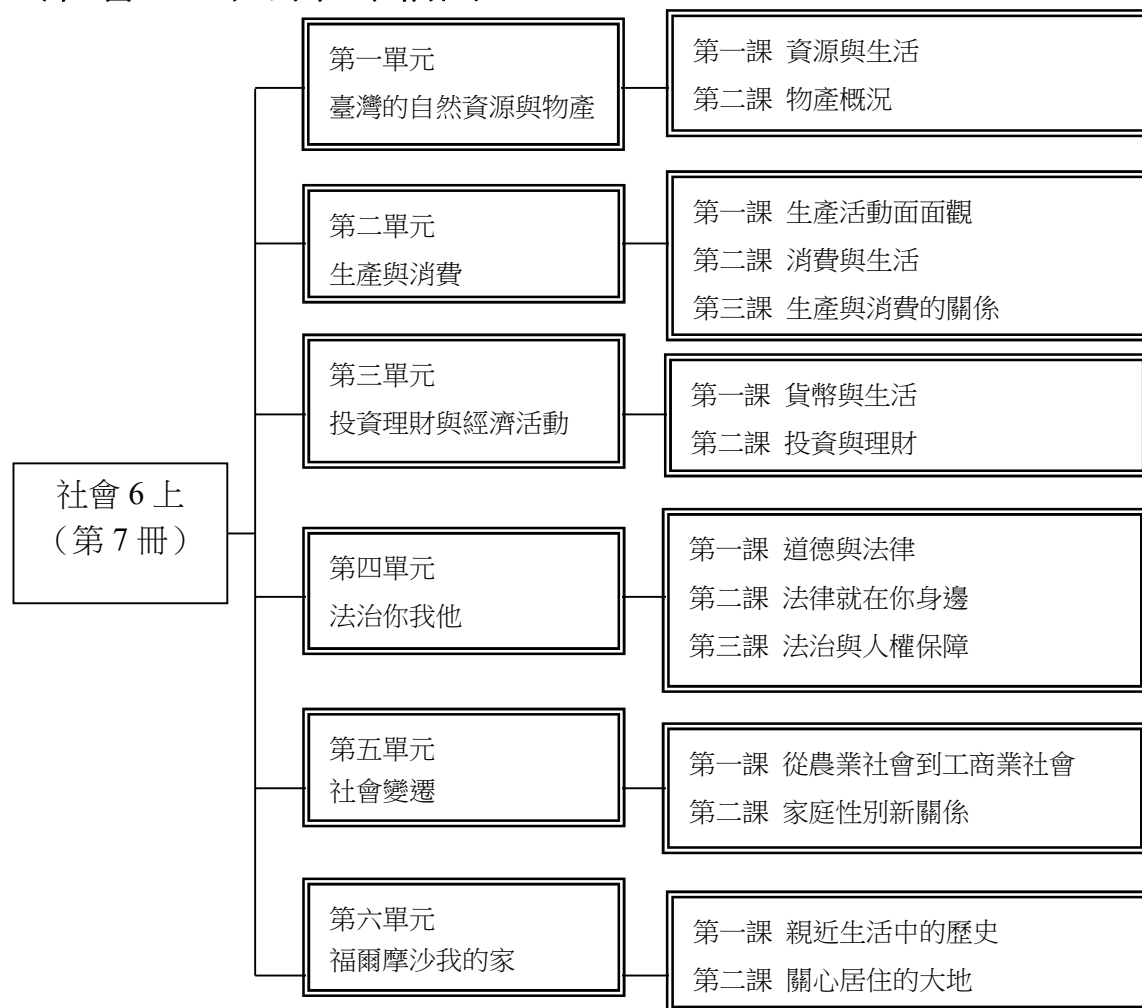 社會 6 上
（第 7 冊）
第一單元
臺灣的自然資源與物產
第一課 資源與生活
第二課 物產概況
第二單元
生產與消費
第一課 生產活動面面觀
第二課 消費與生活
第三課 生產與消費的關係
第三單元
投資理財與經濟活動
第一課 貨幣與生活
第二課 投資與理財
第四單元
法治你我他
第一課 道德與法律
第二課 法律就在你身邊
第三課 法治與人權保障
第五單元
社會變遷
第一課 從農業社會到工商業社會
第二課 家庭性別新關係
第六單元
福爾摩沙我的家
第一課 親近生活中的歷史
第二課 關心居住的大地